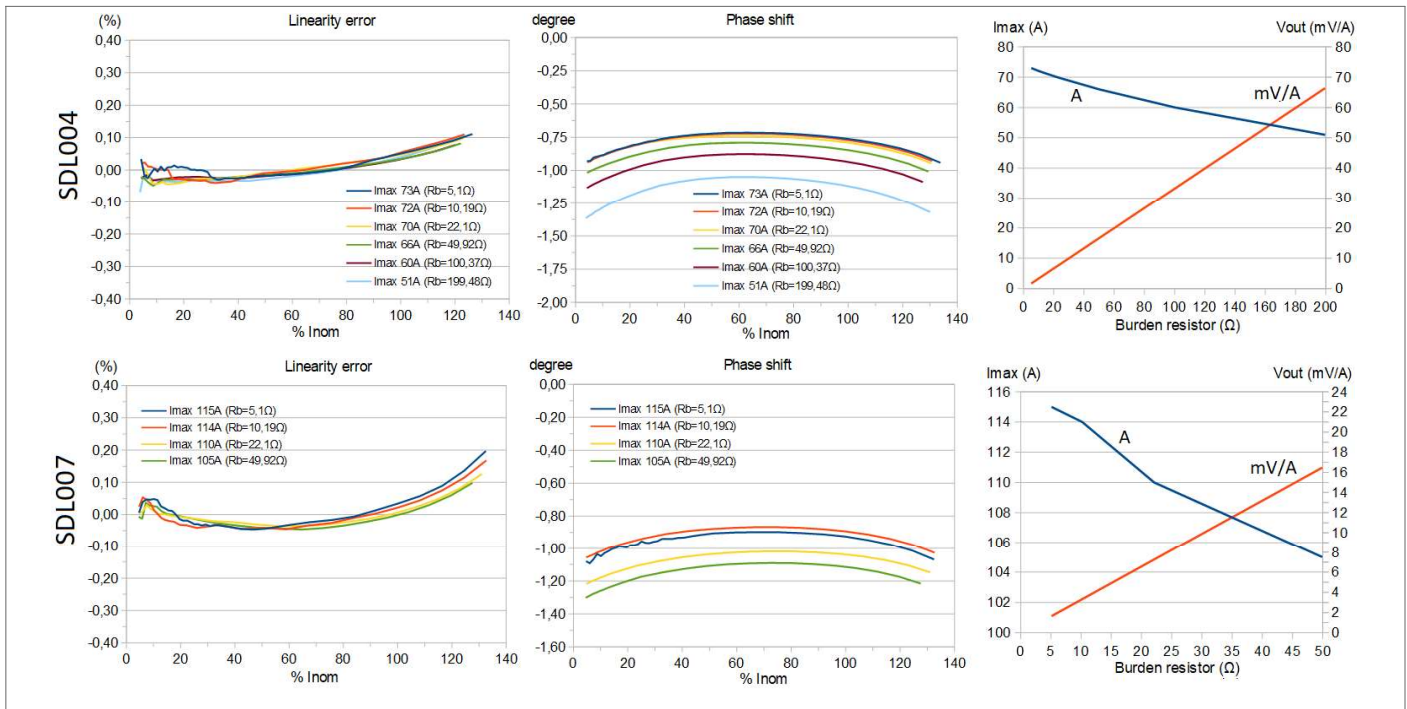 (%)
Linearity error
0,40
0,30
0,20
0,10
0,00
-0,10
-0,20
-0,30
-0,40
0 20 40 60 80 100 120 140
% Inom
SDL004
Imax 73A (Rb=5,1Ω)
Imax 72A (Rb=10,19Ω)
Imax 70A (Rb=22,1Ω)
Imax 66A (Rb=49,92Ω)
Imax 60A (Rb=100,37Ω)
Imax 51A (Rb=199,48Ω)
degree
Phase shift
0,00
-0,25
-0,50
-0,75
-1,00
-1,25
-1,50
-1,75
-2,00
0 20 40 60 80 100 120 140
% Inom
Imax 73A (Rb=5,1Ω)
Imax 72A (Rb=10,19Ω)
Imax 70A (Rb=22,1Ω)
Imax 66A (Rb=49,92Ω)
Imax 60A (Rb=100,37Ω)
Imax 51A (Rb=199,48Ω)
Imax (A)
Vout (mV/A)
80
70
60
50
40
30
20
10
0
80
70
60
50
40
30
20
10
0
A
mV/A
0 20 40 60 80 100 120 140 160 180 200
Burden resistor (Ω)
(%)
Linearity error
0,40
0,30
0,20
0,10
0,00
-0,10
-0,20
-0,30
-0,40
0 20 40 60 80 100 120 140
% Inom
SDL007
Imax 115A (Rb=5,1Ω)
Imax 114A (Rb=10,19Ω)
Imax 110A (Rb=22,1Ω)
Imax 105A (Rb=49,92Ω)
degree
Phase shift
0,00
-0,20
-0,40
-0,60
-0,80
-1,00
-1,20
-1,40
-1,60
0 20 40 60 80 100 120 140
% Inom
Imax 115A (Rb=5,1Ω)
Imax 114A (Rb=10,19Ω)
Imax 110A (Rb=22,1Ω)
Imax 105A (Rb=49,92Ω)
Imax (A)
Vout (mV/A)
116
114
112
110
108
106
104
102
100
24
22
20
18
16
14
12
10
8
6
4
2
0
A
mV/A
0 5 10 15 20 25 30 35 40 45 50
Burden resistor (Ω)